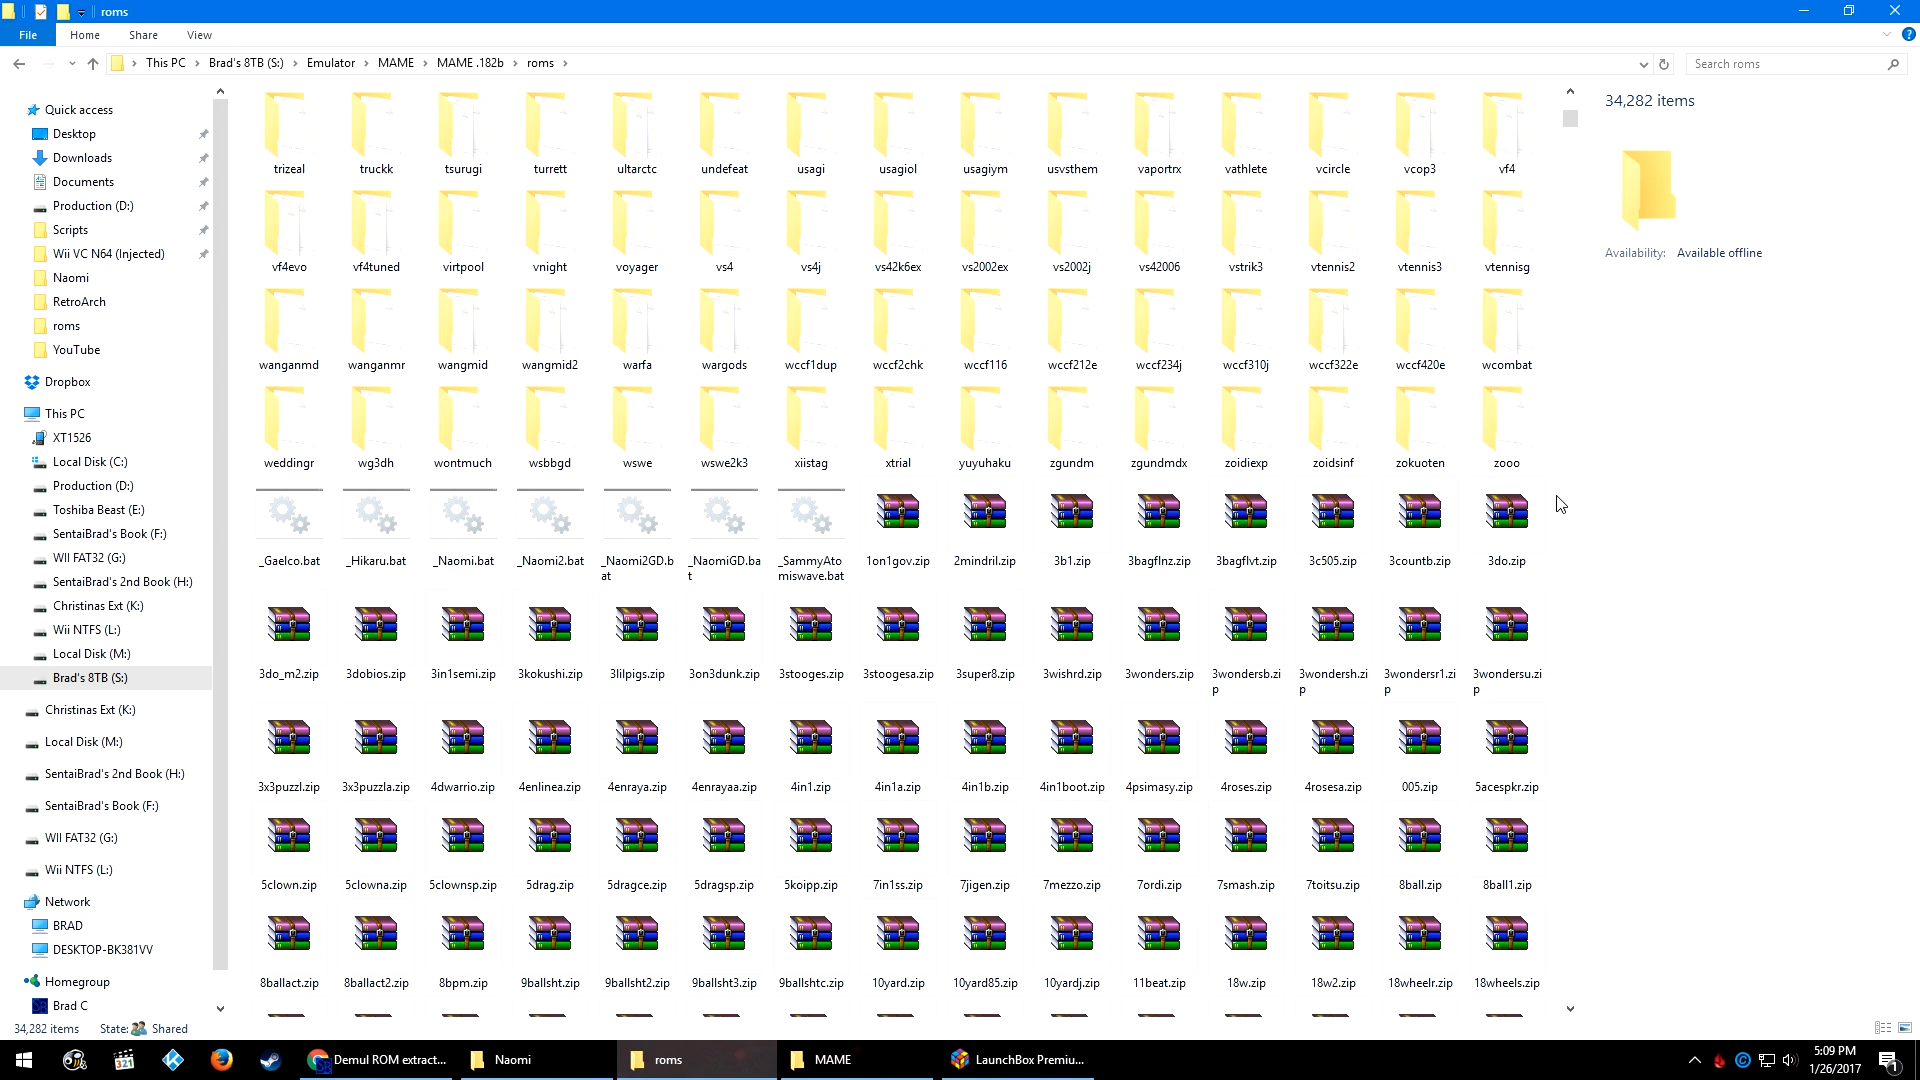 roms
File Home Share View
This PC Brad's 8TB (S:) Emulator MAME MAME .182b roms
Search roms
34,282 items
Availability: Available offline
Quick access
Desktop
Downloads
Documents
Production (D:)
Scripts
Wii VC N64 (Injected)
Naomi
RetroArch
roms
YouTube
Dropbox
This PC
XT1526
Local Disk (C:)
Production (D:)
Toshiba Beast (E:)
SentaiBrad's Book (F:)
WII FAT32 (G:)
SentaiBrad's 2nd Book (H:)
Christinas Ext (K:)
Wii NTFS (L:)
Local Disk (M:)
Brad's 8TB (S:)
Christinas Ext (K:)
Local Disk (M:)
SentaiBrad's 2nd Book (H:)
SentaiBrad's Book (F:)
WII FAT32 (G:)
Wii NTFS (L:)
Network
BRAD
DESKTOP-BK381VV
Homegroup
Brad C
trizeal truckk tsurugi turrett ultarctc undefeat usagi usagiol usagiym usvsthem vaportrx vathlete vcircle vcop3 vf4
vf4evo vf4tuned virtpool vnight voyager vs4 vs4j vs42k6ex vs2002ex vs2002j vs42006 vstrik3 vtennis2 vtennis3 vtennisg
wanganmd wanganmr wangmid wangmid2 warfa wargods wccf1dup wccf2chk wccf116 wccf212e wccf234j wccf310j wccf322e wccf420e wcombat
weddingr wg3dh wontmuch wsbbgd wswe wswe2k3 xiistag xtrial yuyuhaku zgundm zgundmdx zoidiexp zoidsinf zokuoten zooo
_Gaelco.bat _Hikaru.bat _Naomi.bat _Naomi2.bat _Naomi2GD.b _NaomiGD.ba _SammyAto 1on1gov.zip 2mindril.zip 3b1.zip 3bagflnz.zip 3bagflvt.zip 3c505.zip 3countb.zip 3do.zip
at t miswave.bat
3do_m2.zip 3dobios.zip 3in1semi.zip 3kokushi.zip 3lilpigs.zip 3on3dunk.zip 3stooges.zip 3stoogesa.zip 3super8.zip 3wishrd.zip 3wonders.zip 3wondersb.zi 3wondersh.zi 3wondersr1.zi 3wondersu.zi
p p p p
3x3puzzl.zip 3x3puzzla.zip 4dwarrio.zip 4enlinea.zip 4enraya.zip 4enrayaa.zip 4in1.zip 4in1a.zip 4in1b.zip 4in1boot.zip 4psimasy.zip 4roses.zip 4rosesa.zip 005.zip 5acespkr.zip
5clown.zip 5clowna.zip 5clownsp.zip 5drag.zip 5dragce.zip 5dragsp.zip 5koipp.zip 7in1ss.zip 7jigen.zip 7mezzo.zip 7ordi.zip 7smash.zip 7toitsu.zip 8ball.zip 8ball1.zip
8ballact.zip 8ballact2.zip 8bpm.zip 9ballsht.zip 9ballsht2.zip 9ballsht3.zip 9ballshtc.zip 10yard.zip 10yard85.zip 10yardj.zip 11beat.zip 18w.zip 18w2.zip 18wheelr.zip 18wheels.zip
34,282 items State: Shared
321 Demul ROM extract... Naomi roms MAME LaunchBox Premiu... 5:09 PM
1/26/2017
1